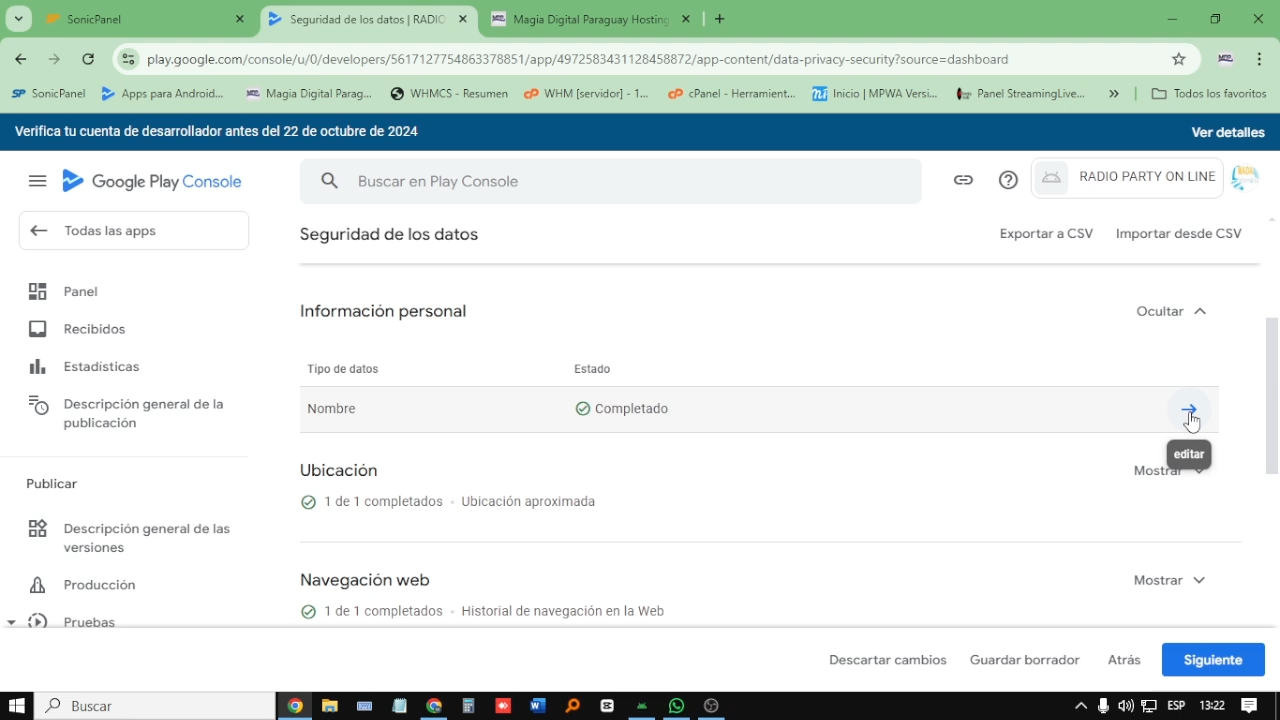 SonicPanel
Seguridad de los datos | RADIO
Magia Digital Paraguay Hosting
play.google.com/console/u/0/developers/5617127754863378851/app/4972583431128458872/app-content/data-privacy-security?source=dashboard
SonicPanel
Apps para Android...
Magia Digital Parag...
WHMCS - Resumen
WHM [servidor] - 1...
cPanel - Herramient...
Inicio | MPWA Versi...
Panel StreamingLive...
Todos los favoritos
Verifica tu cuenta de desarrollador antes del 22 de octubre de 2024
Ver detalles
Google Play Console
Buscar en Play Console
RADIO PARTY ON LINE
Todas las apps
Seguridad de los datos
Exportar a CSV
Importar desde CSV
Panel
Recibidos
Estadísticas
Descripción general de la
publicación
Publicar
Descripción general de las
versiones
Producción
Pruebas
Información personal
Ocultar
Tipo de datos
Estado
Nombre
Completado
editar
Ubicación
Mostrar
1 de 1 completados • Ubicación aproximada
Navegación web
Mostrar
1 de 1 completados • Historial de navegación en la Web
Descartar cambios
Guardar borrador
Atrás
Siguiente
Buscar
ESP
13:22